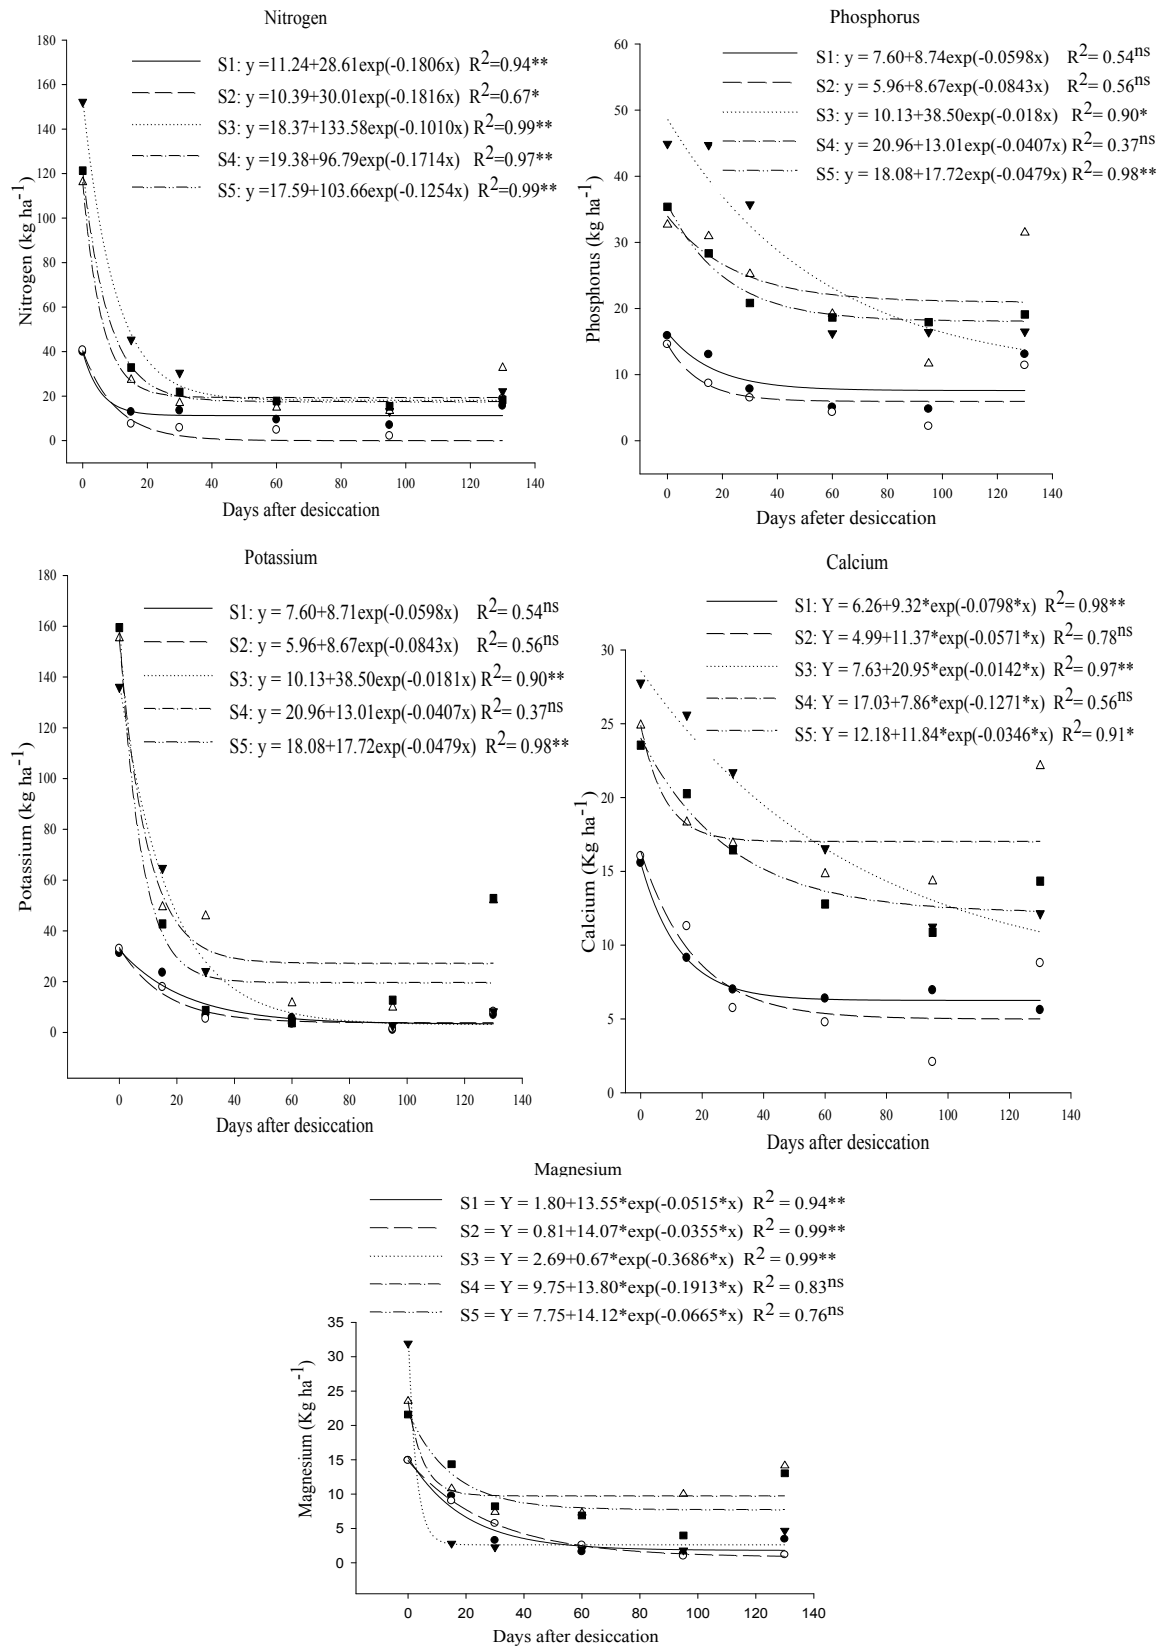 Nitrogen
S1: y =11.24+28.61exp(-0.1806x) R2=0.94**
S2: y =10.39+30.01exp(-0.1816x) R2=0.67*
S3: y =18.37+133.58exp(-0.1010x) R2=0.99**
S4: y =19.38+96.79exp(-0.1714x) R2=0.97**
S5: y =17.59+103.66exp(-0.1254x) R2=0.99**
Nitrogen (kg ha-1)
180
160
140
120
100
80
60
40
20
0
0 20 40 60 80 100 120 140
Days after desiccation
Phosphorus
S1: y = 7.60+8.74exp(-0.0598x) R2= 0.54ns
S2: y = 5.96+8.67exp(-0.0843x) R2= 0.56ns
S3: y = 10.13+38.50exp(-0.018x) R2= 0.90*
S4: y = 20.96+13.01exp(-0.0407x) R2= 0.37ns
S5: y = 18.08+17.72exp(-0.0479x) R2= 0.98**
Phosphorus (kg ha-1)
60
50
40
30
20
10
0
0 20 40 60 80 100 120 140
Days afeter desiccation
Potassium
S1: y = 7.60+8.71exp(-0.0598x) R2= 0.54ns
S2: y = 5.96+8.67exp(-0.0843x) R2= 0.56ns
S3: y = 10.13+38.50exp(-0.0181x) R2= 0.90**
S4: y = 20.96+13.01exp(-0.0407x) R2= 0.37ns
S5: y = 18.08+17.72exp(-0.0479x) R2= 0.98**
Potassium (kg ha-1)
180
160
140
120
100
80
60
40
20
0
0 20 40 60 80 100 120 140
Days after desiccation
Calcium
S1: Y = 6.26+9.32*exp(-0.0798*x) R2= 0.98**
S2: Y = 4.99+11.37*exp(-0.0571*x) R2= 0.78ns
S3: Y = 7.63+20.95*exp(-0.0142*x) R2= 0.97**
S4: Y = 17.03+7.86*exp(-0.1271*x) R2= 0.56ns
S5: Y = 12.18+11.84*exp(-0.0346*x) R2= 0.91*
Calcium (Kg ha-1)
30
25
20
15
10
5
0
0 20 40 60 80 100 120 140
Days after desiccation
Magnesium
S1 = Y = 1.80+13.55*exp(-0.0515*x) R2 = 0.94**
S2 = Y = 0.81+14.07*exp(-0.0355*x) R2 = 0.99**
S3 = Y = 2.69+0.67*exp(-0.3686*x) R2 = 0.99**
S4 = Y = 9.75+13.80*exp(-0.1913*x) R2 = 0.83ns
S5 = Y = 7.75+14.12*exp(-0.0665*x) R2 = 0.76ns
Magnesium (Kg ha-1)
35
30
25
20
15
10
5
0
0 20 40 60 80 100 120 140
Days after desiccation